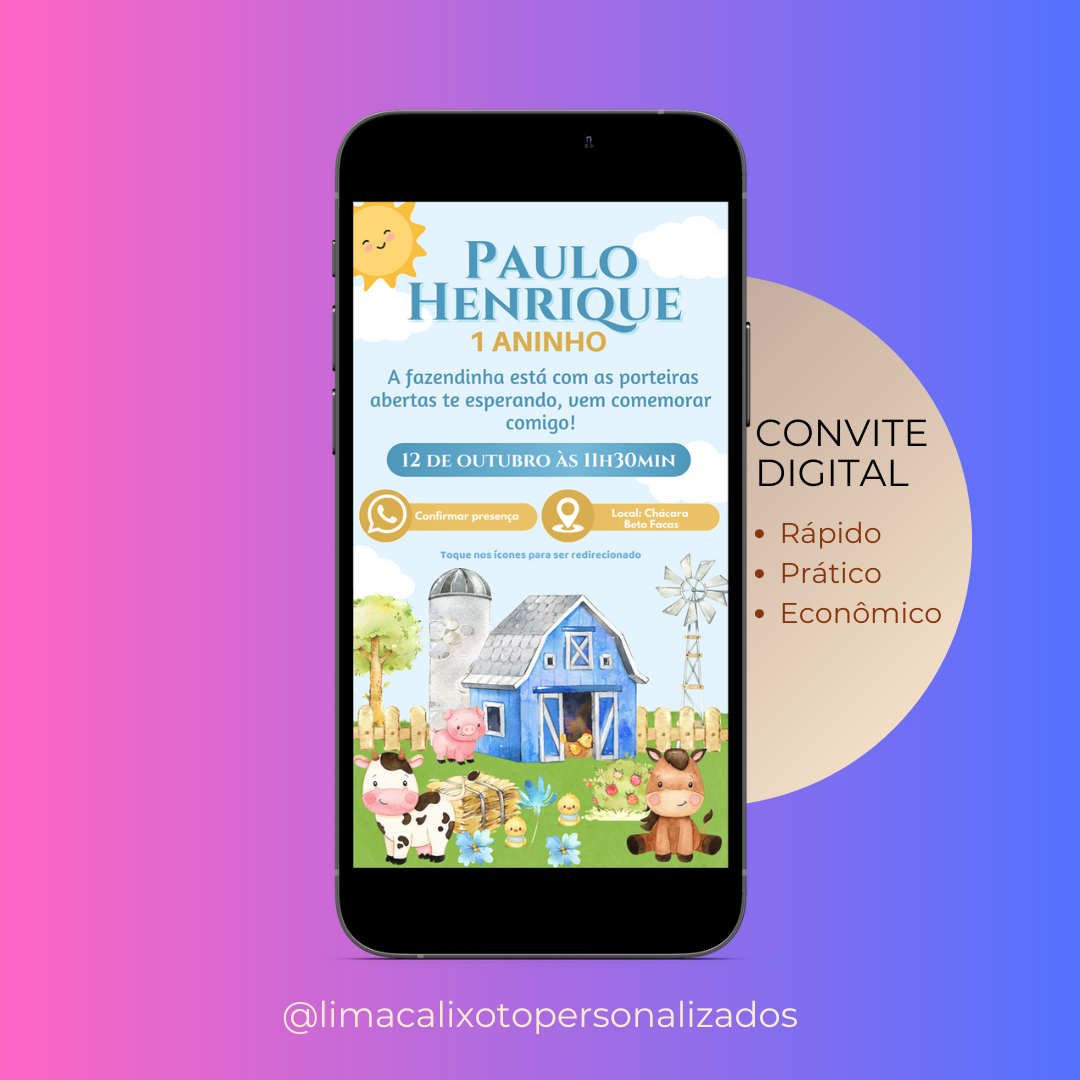 PAULO
HENRIQUE
1 ANINHO
A fazendinha está com as porteiras
abertas te esperando, vem comemorar
comigo!
12 DE OUTUBRO ÀS 11H30MIN
Confirmar presença
Local: Chácara
Beto Facas
Toque nos ícones para ser redirecionado
CONVITE
DIGITAL
• Rápido
• Prático
• Econômico
@limacalixotopersonalizados